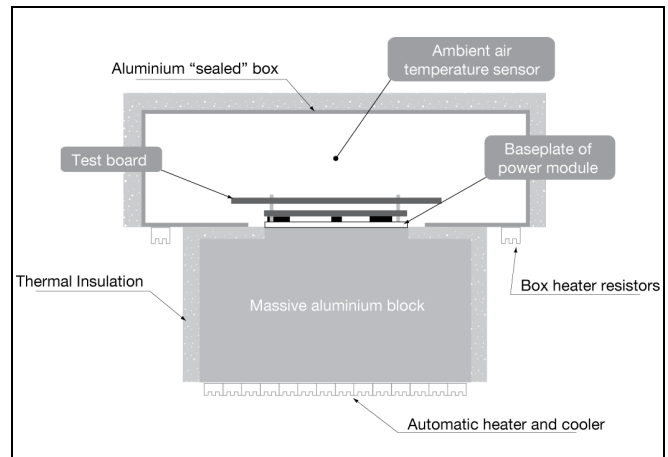 Ambient air
temperature sensor
Aluminium “sealed” box
Test board
Baseplate of
power module
Thermal Insulation
Box heater resistors
Massive aluminium block
Automatic heater and cooler